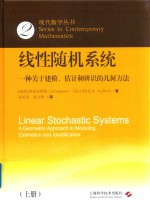 现代数学丛书
Series in Contemporary
Mathematics
线性随机系统
一种关于建模、估计和辨识的几何方法
Linear Stochastic Systems
A Geometric Approach to Modeling,
Estimation and Identification
(上册)
上海科学技术出版社